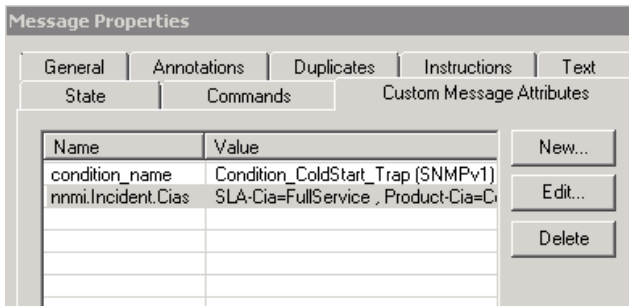 Message Properties
General Annotations Duplicates Instructions Text
State Commands Custom Message Attributes
Name Value New...
condition_name Condition_ColdStart_Trap (SNMPv1)
nnmi.Incident.Cias SLA-Cia=FullService , Product-Cia= Edit...
Delete